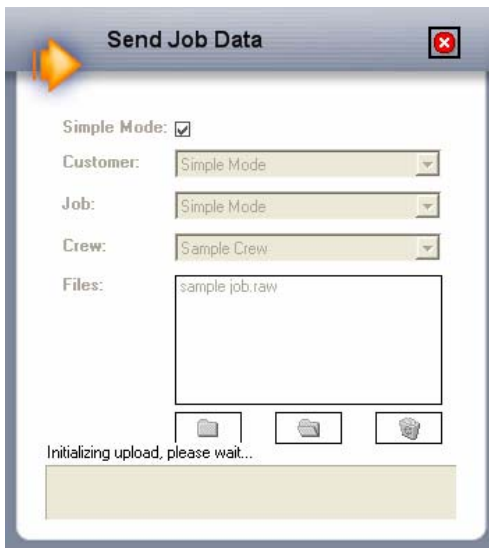 Send Job Data
Simple Mode:
Customer: Simple Mode
Job: Simple Mode
Crew: Sample Crew
Files: sample job.raw
Initializing upload, please wait...